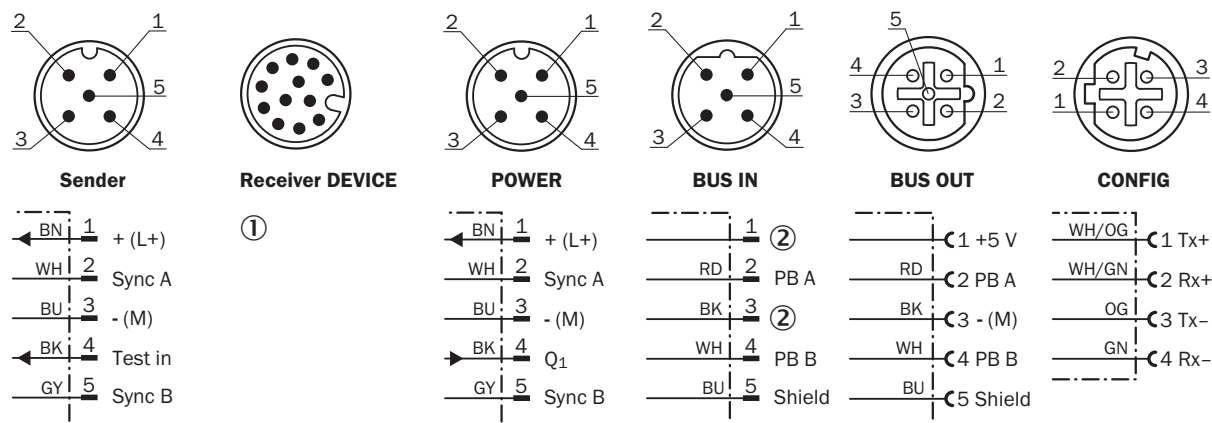 2 1
5
3 4
Sender
BN 1 + (L+)
WH 2 Sync A
BU 3 - (M)
BK 4 Test in
GY 5 Sync B
Receiver DEVICE
①
2 1
5
3 4
POWER
BN 1 + (L+)
WH 2 Sync A
BU 3 - (M)
BK 4 Q1
GY 5 Sync B
2 1
5
3 4
BUS IN
1 ②
RD 2 PB A
BK 3 ②
WH 4 PB B
BU 5 Shield
5
4 1
3 2
BUS OUT
1 +5 V
RD 2 PB A
BK 3 - (M)
WH 4 PB B
BU 5 Shield
2 3
1 4
CONFIG
WH/OG 1 Tx+
WH/GN 2 Rx+
OG 3 Tx–
GN 4 Rx–